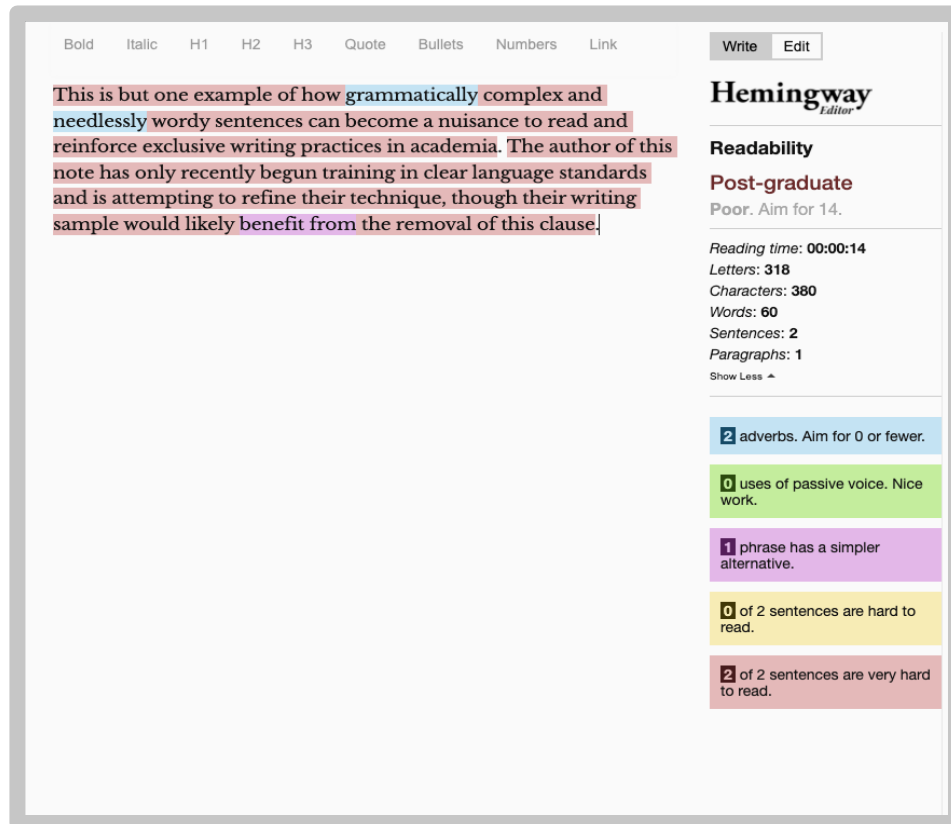 Bold Italic H1 H2 H3 Quote Bullets Numbers Link
This is but one example of how grammatically complex and
needlessly wordy sentences can become a nuisance to read and
reinforce exclusive writing practices in academia. The author of this
note has only recently begun training in clear language standards
and is attempting to refine their technique, though their writing
sample would likely benefit from the removal of this clause.
Write Edit
Hemingway
Editor
Readability
Post-graduate
Poor. Aim for 14.
Reading time: 00:00:14
Letters: 318
Characters: 380
Words: 60
Sentences: 2
Paragraphs: 1
Show Less
2 adverbs. Aim for 0 or fewer.
0 uses of passive voice. Nice
work.
1 phrase has a simpler
alternative.
0 of 2 sentences are hard to
read.
2 of 2 sentences are very hard
to read.